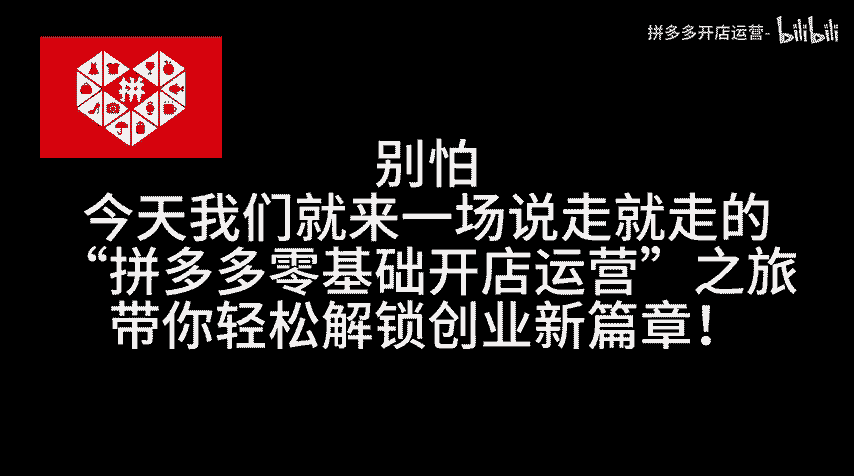 拼多多开店运营- bilibili
拼
别怕
今天我们就来一场说走就走的
“拼多多零基础开店运营”之旅
带你轻松解锁创业新篇章！